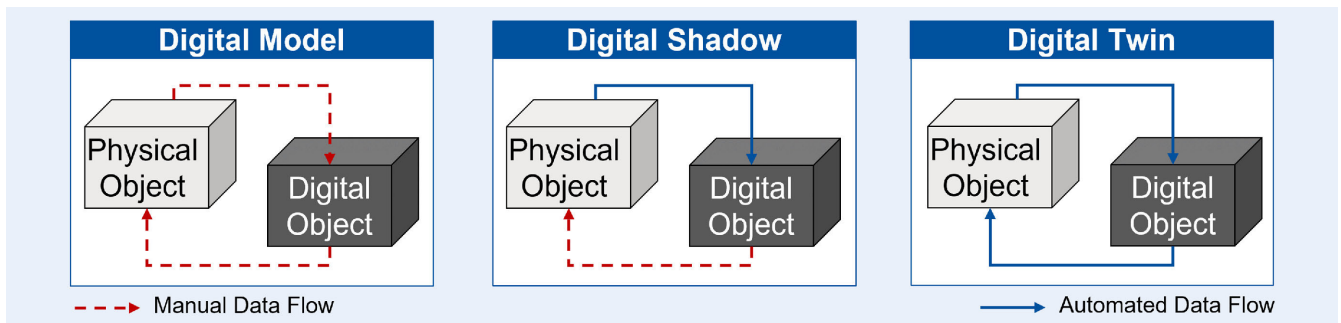 Digital Model
Digital Shadow
Digital Twin
Physical
Object
Digital
Object
Physical
Object
Digital
Object
Physical
Object
Digital
Object
Manual Data Flow
Automated Data Flow